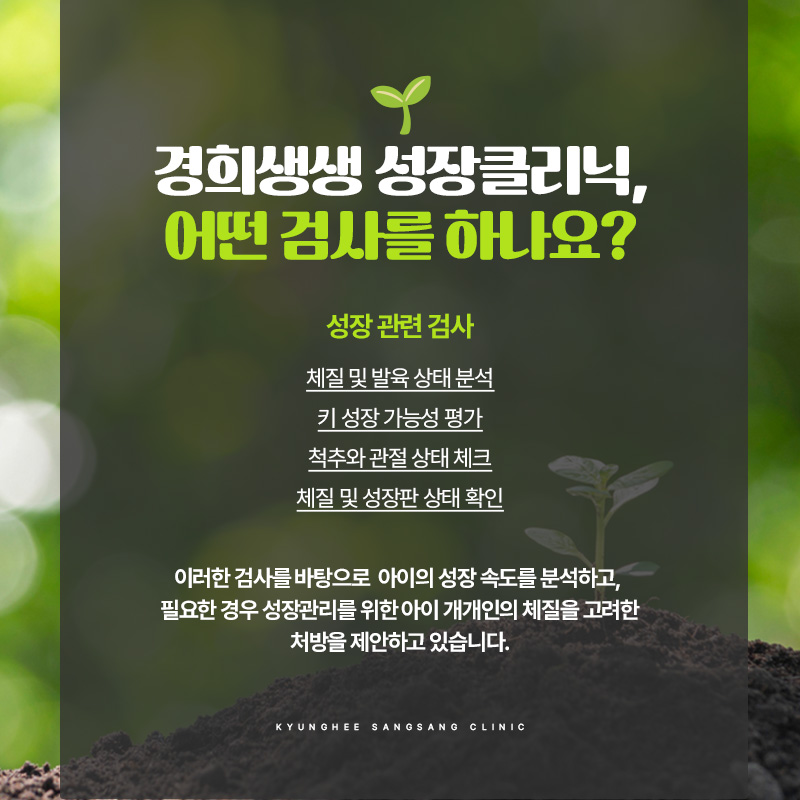 경희생생 성장클리닉,
어떤 검사를 하나요?
성장 관련 검사
체질 및 발육 상태 분석
키 성장 가능성 평가
척추와 관절 상태 체크
체질 및 성장판 상태 확인
이러한 검사를 바탕으로 아이의 성장 속도를 분석하고,
필요한 경우 성장관리를 위한 아이 개개인의 체질을 고려한
처방을 제안하고 있습니다.
KYUNGHEE SANGSANG CLINIC